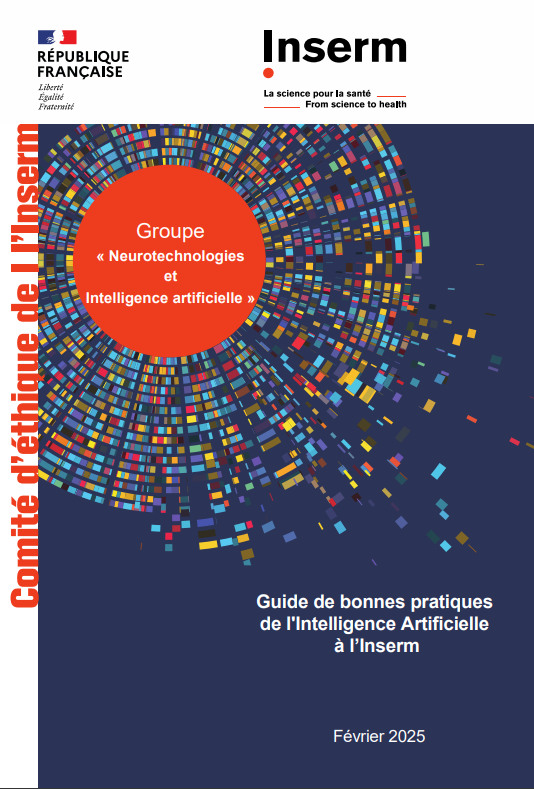 RÉPUBLIQUE
FRANÇAISE
Liberté
Égalité
Fraternité
Inserm
La science pour la santé
From science to health
Comité d'éthique de l l'Inserm
Groupe
« Neurotechnologies
et
Intelligence artificielle »
Guide de bonnes pratiques
de l'Intelligence Artificielle
à l’Inserm
Février 2025